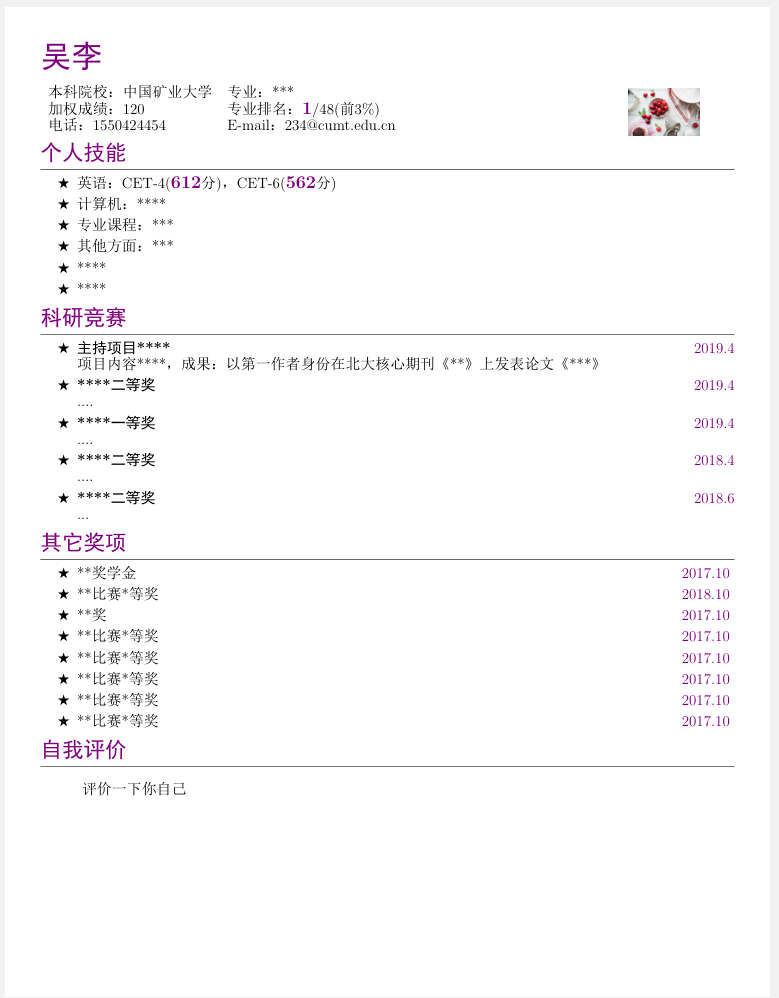 吴李
本科院校：中国矿业大学 专业：***
加权成绩：120 专业排名：1/48(前3%)
电话：1550424454 E-mail：234@cumt.edu.cn
个人技能
★ 英语：CET-4(612分)，CET-6(562分)
★ 计算机：****
★ 专业课程：***
★ 其他方面：***
★ ****
★ ****
科研竞赛
★ 主持项目**** 2019.4
项目内容****，成果：以第一作者身份在北大核心期刊《**》上发表论文《***》
★ ****二等奖 2019.4
....
★ ****一等奖 2019.4
....
★ ****二等奖 2018.4
....
★ ****二等奖 2018.6
...
其它奖项
★ **奖学金 2017.10
★ **比赛*等奖 2018.10
★ **奖 2017.10
★ **比赛*等奖 2017.10
★ **比赛*等奖 2017.10
★ **比赛*等奖 2017.10
★ **比赛*等奖 2017.10
★ **比赛*等奖 2017.10
自我评价
评价一下你自己